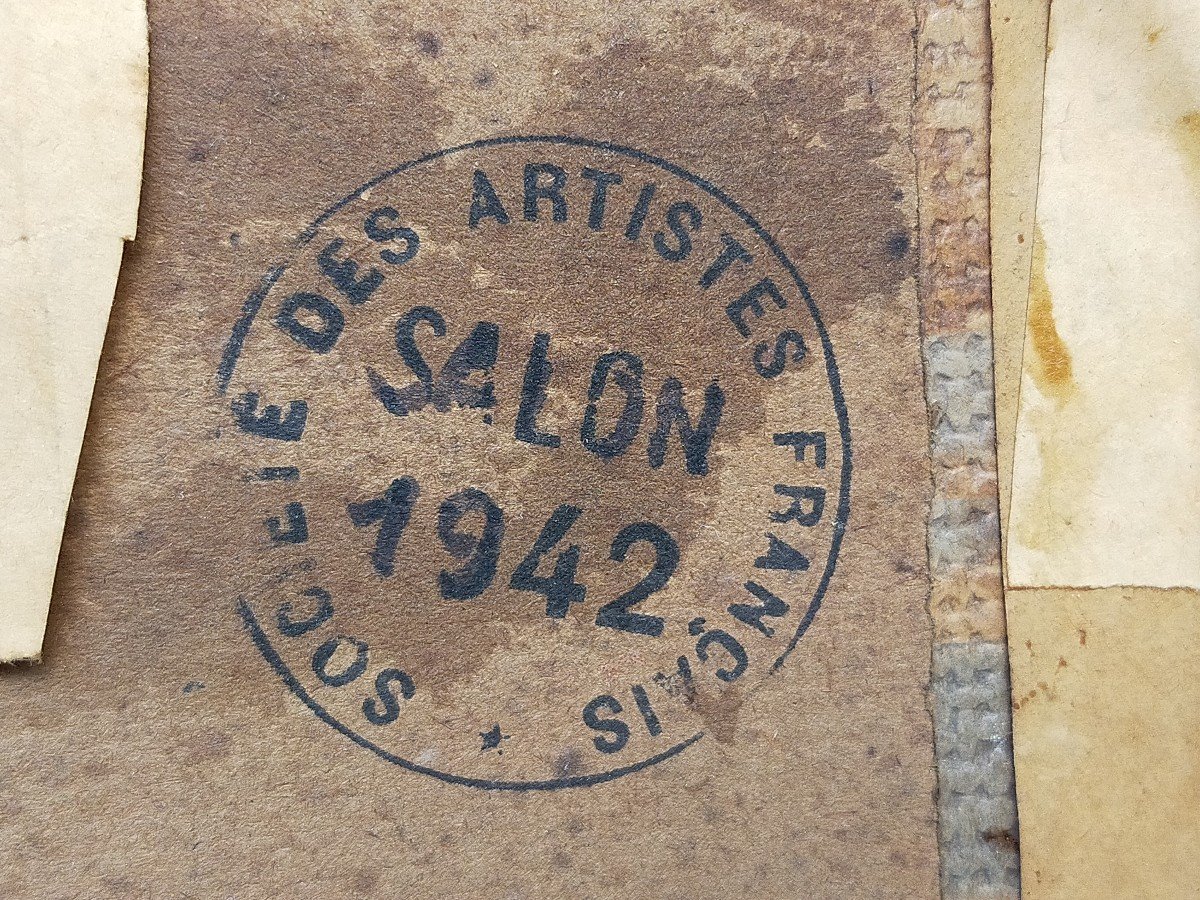 SOCIETE DES ARTISTES FRANÇAIS ★
SALON
1942